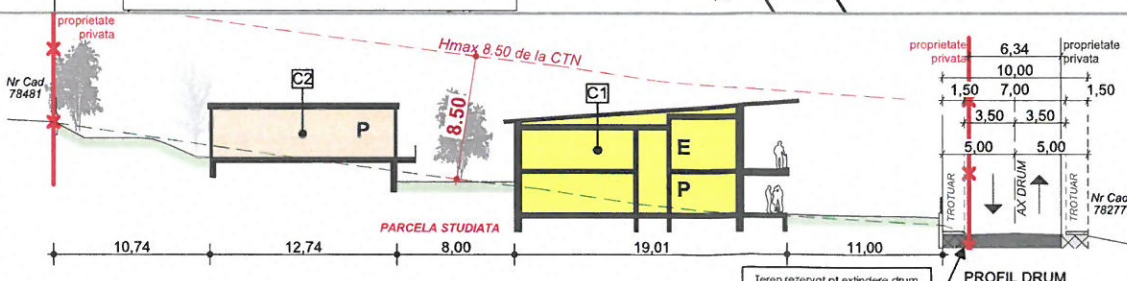 proprietate
privata
Nr Cad
78481
C2
P
Hmax 8.50 de la CTN
8.50
C1
E
P
PARCELA STUDIATA
10,74
12,74
8,00
19,01
11,00
proprietate
privata
6,34
proprietate
privata
10,00
1,50
7,00
1,50
3,50
3,50
5,00
5,00
TROTUAR
AX DRUM
TROTUAR
Nr Cad
78277
Teren rezervat pt extindere drum
PROFIL DRUM